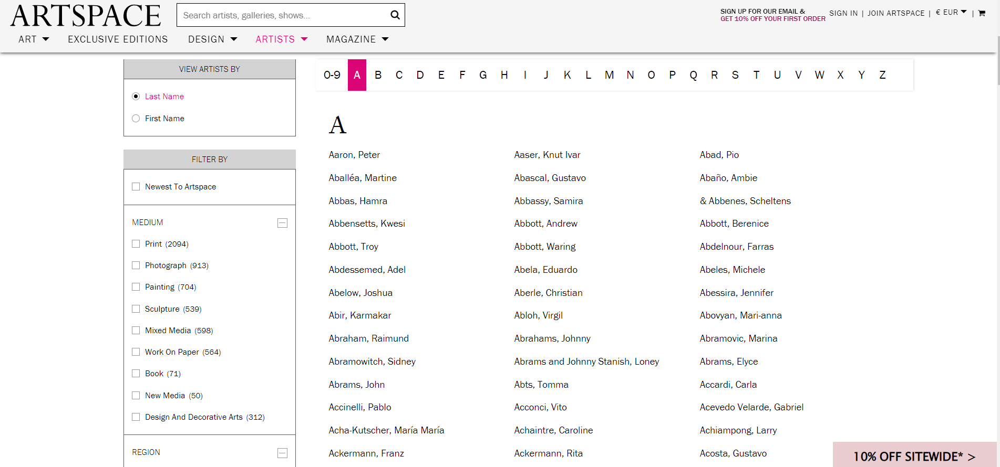 ARTSPACE
Search artists, galleries, shows...
SIGN UP FOR OUR EMAIL &
GET 10% OFF YOUR FIRST ORDER
SIGN IN | JOIN ARTSPACE | € EUR |
ART EXCLUSIVE EDITIONS DESIGN ARTISTS MAGAZINE
VIEW ARTISTS BY
Last Name
First Name
FILTER BY
Newest To Artspace
MEDIUM
Print (2094)
Photograph (913)
Painting (704)
Sculpture (539)
Mixed Media (598)
Work On Paper (564)
Book (71)
New Media (50)
Design And Decorative Arts (312)
REGION
0-9 A B C D E F G H I J K L M N O P Q R S T U V W X Y Z
A
Aaron, Peter Aaser, Knut Ivar Abad, Pio
Aballéa, Martine Abascal, Gustavo Abaño, Ambie
Abbas, Hamra Abbassy, Samira & Abbenes, Scheltens
Abbensetts, Kwesi Abbott, Andrew Abbott, Berenice
Abbott, Troy Abbott, Waring Abdelnour, Farras
Abdessemed, Adel Abela, Eduardo Abeles, Michele
Abelow, Joshua Aberle, Christian Abessira, Jennifer
Abir, Karmakar Abloh, Virgil Abovyan, Mari-anna
Abraham, Raimund Abrahams, Johnny Abramovic, Marina
Abramowitch, Sidney Abrams and Johnny Stanish, Loney Abrams, Elyce
Abrams, John Abts, Tomma Accardi, Carla
Accinelli, Pablo Acconci, Vito Acevedo Velarde, Gabriel
Acha-Kutscher, María María Achaintre, Caroline Achiampong, Larry
Ackermann, Franz Ackermann, Rita Acosta, Gustavo
10% OFF SITEWIDE* >